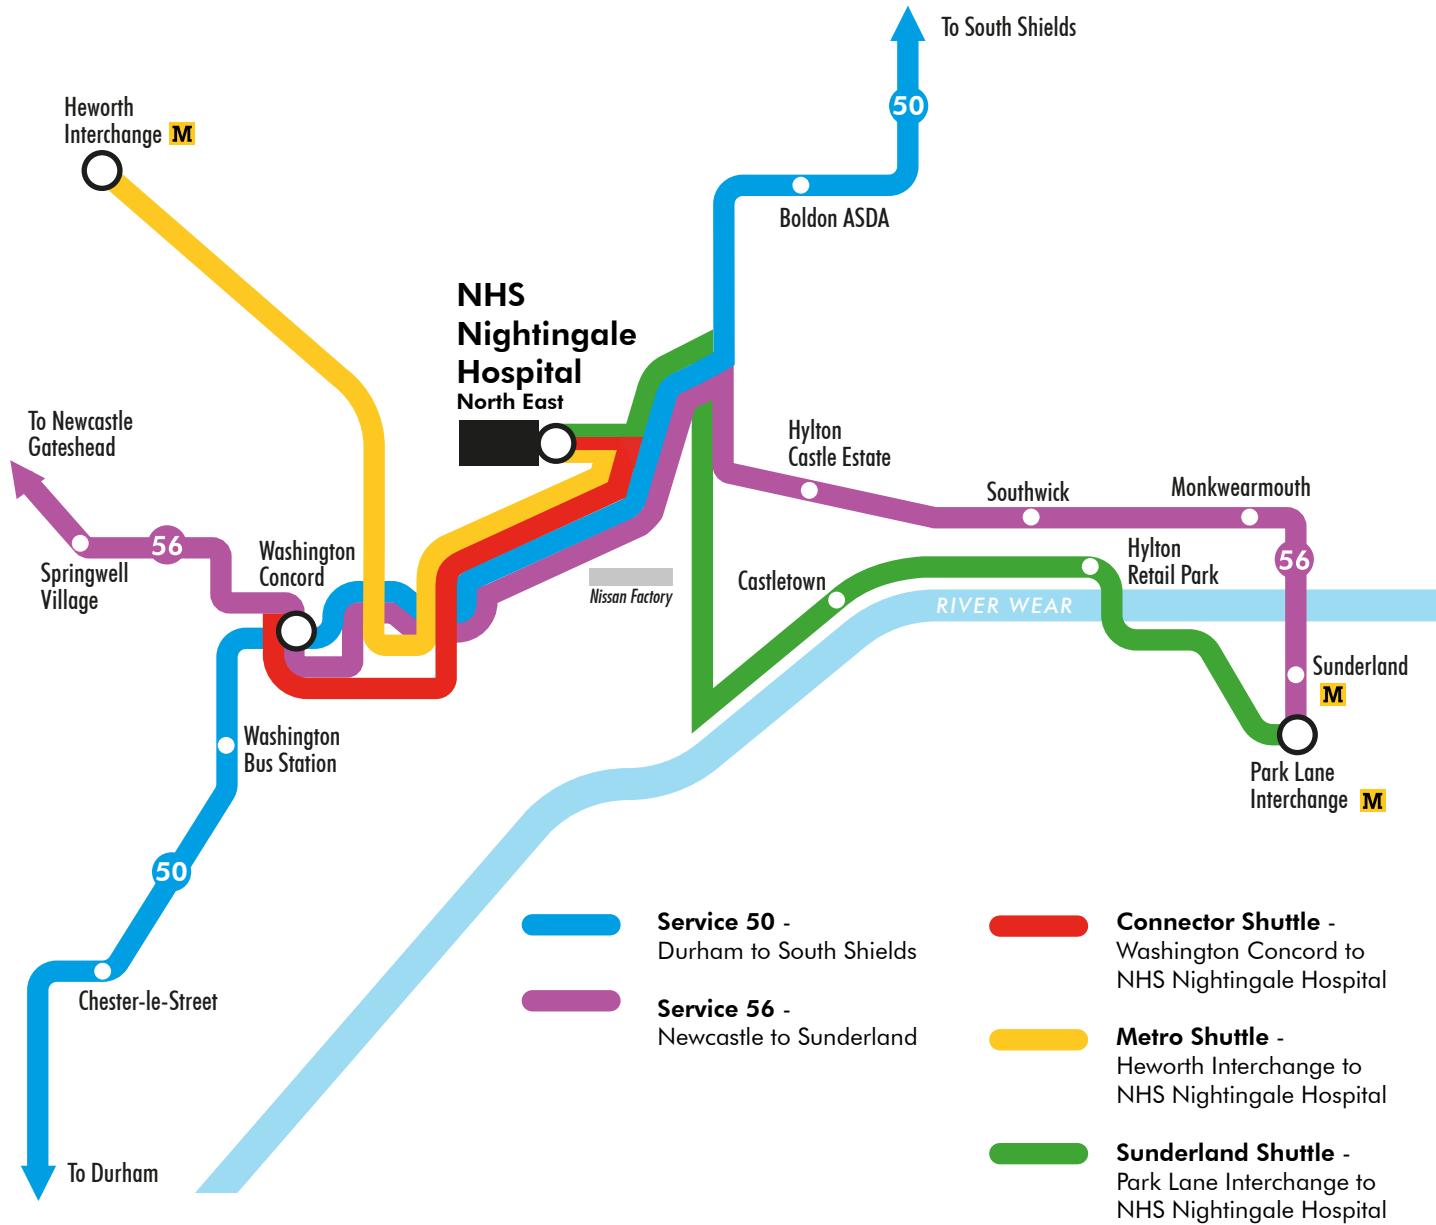 To South Shields
50
Heworth
Interchange M
Boldon ASDA
NHS
Nightingale
Hospital
North East
To Newcastle
Gateshead
Hylton
Castle Estate
Southwick
Monkwearmouth
56
Springwell
Village
Washington
Concord
Nissan Factory
Castletown
Hylton
Retail Park
56
RIVER WEAR
Sunderland
M
Washington
Bus Station
Park Lane
Interchange M
50
Chester-le-Street
To Durham
Service 50 -
Durham to South Shields
Service 56 -
Newcastle to Sunderland
Connector Shuttle -
Washington Concord to
NHS Nightingale Hospital
Metro Shuttle -
Heworth Interchange to
NHS Nightingale Hospital
Sunderland Shuttle -
Park Lane Interchange to
NHS Nightingale Hospital